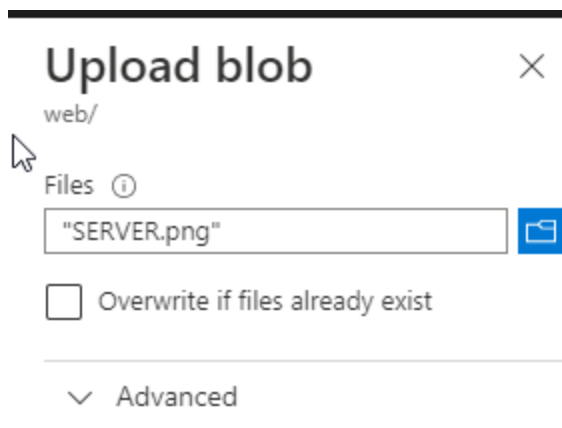 Upload blob
web/
Files
"SERVER.png"
Overwrite if files already exist
Advanced